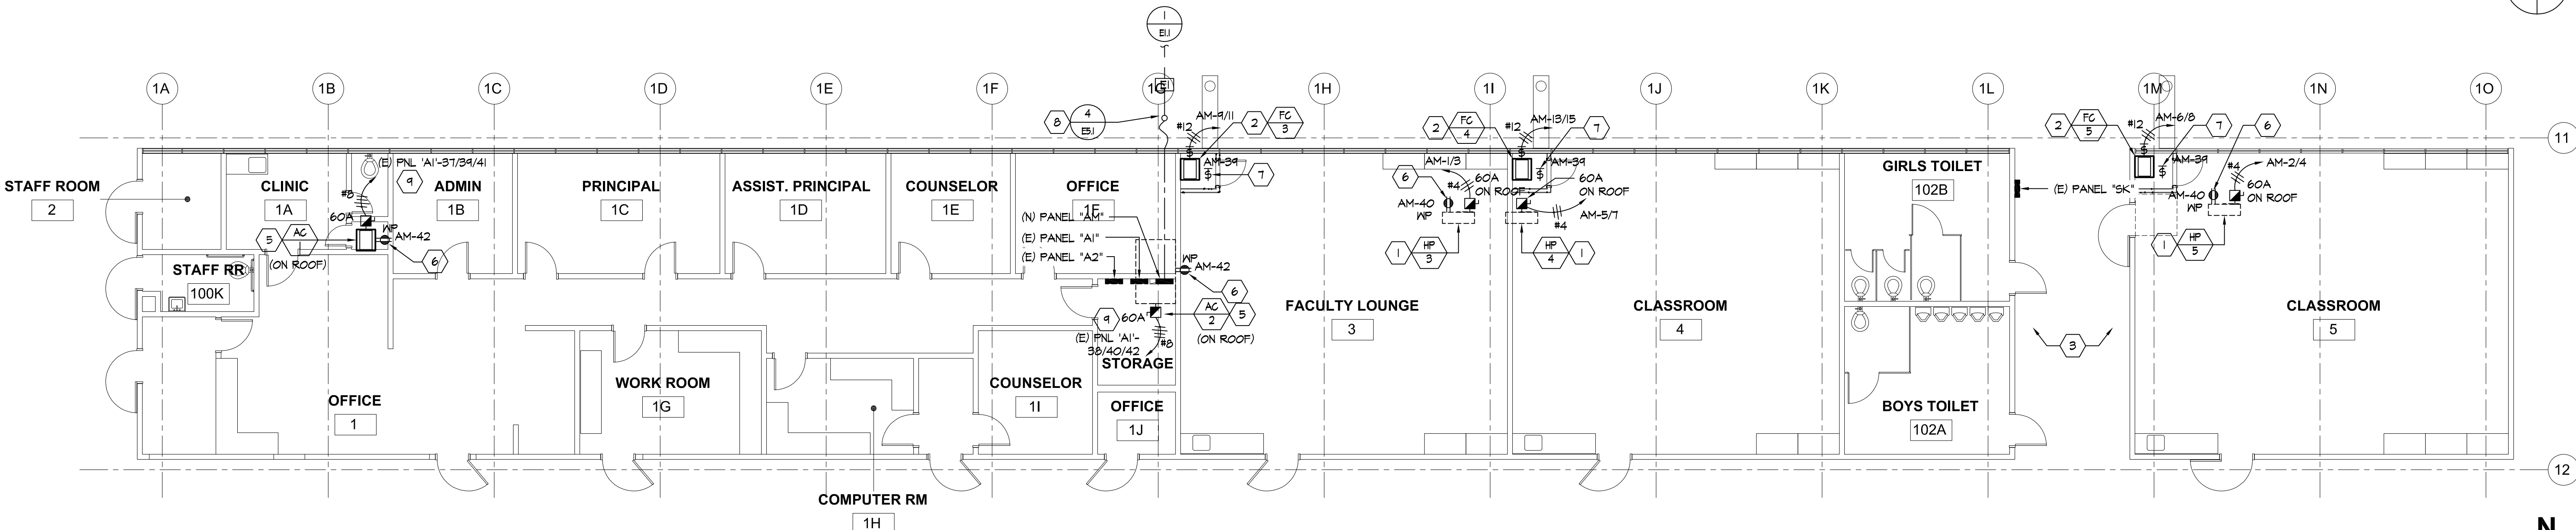 1
E1.1
1A
1B
1C
1D
1E
1F
1G
1H
1I
1J
1K
1L
1M
1N
1O
E1
8
4
E5.1
11
AM-9/11
#12
2
FC
3
AM-39
7
2
FC
4
AM-13/15
#12
7
AM-39
AM-1/3
6
#4
60A
ON ROOF
60A
ON ROOF
AM-40
WP
AM-5/7
#4
1
HP
3
HP
4
1
2
FC
5
#12
AM-6/8
7
6
AM-39
#4
AM-2/4
60A
ON ROOF
AM-40
WP
1
HP
5
(E) PANEL "SK"
STAFF ROOM
2
CLINIC
1A
(E) PNL 'A1'-37/39/41
9
#8
60A
5
AC
(ON ROOF)
WP
AM-42
6
ADMIN
1B
PRINCIPAL
1C
ASSIST. PRINCIPAL
1D
COUNSELOR
1E
OFFICE
1F
(N) PANEL "AM"
(E) PANEL "A1"
(E) PANEL "A2"
WP
AM-42
6
AC
2
5
(ON ROOF)
9
60A
(E) PNL 'A1'-
38/40/42
#8
STORAGE
STAFF RR
100K
OFFICE
1
WORK ROOM
1G
COMPUTER RM
1H
COUNSELOR
1I
OFFICE
1J
FACULTY LOUNGE
3
CLASSROOM
4
GIRLS TOILET
102B
BOYS TOILET
102A
3
CLASSROOM
5
12
N